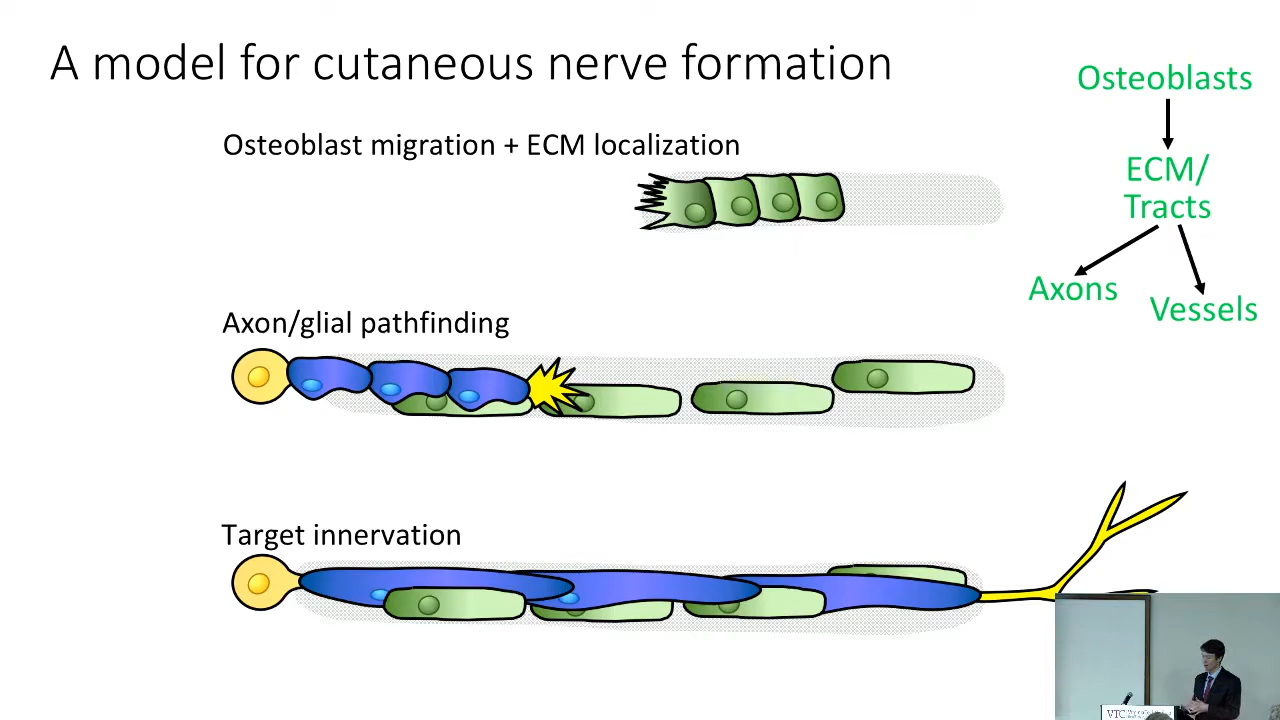 A model for cutaneous nerve formation
Osteoblasts
Osteoblast migration + ECM localization
ECM/
Tracts
Axons
Vessels
Axon/glial pathfinding
Target innervation
VTC